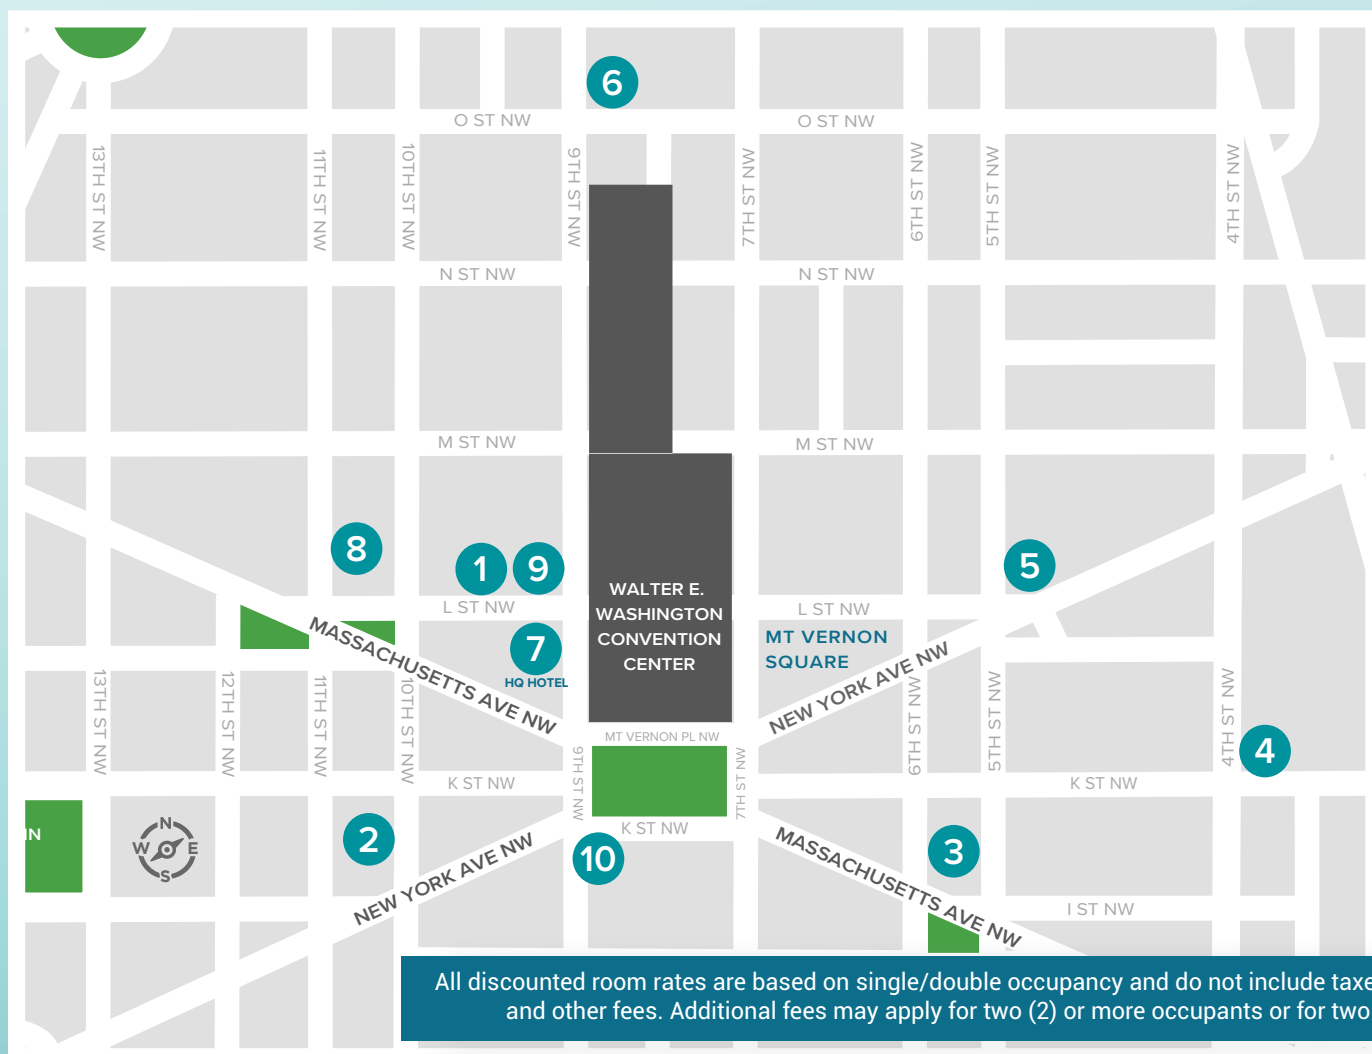 6
O ST NW
O ST NW
13TH ST NW
11TH ST NW
10TH ST NW
9TH ST NW
7TH ST NW
6TH ST NW
5TH ST NW
4TH ST NW
N ST NW
N ST NW
M ST NW
M ST NW
8
1
9
5
WALTER E.
WASHINGTON
CONVENTION
CENTER
L ST NW
L ST NW
MT VERNON
SQUARE
7
HQ HOTEL
MASSACHUSETTS AVE NW
NEW YORK AVE NW
13TH ST NW
12TH ST NW
11TH ST NW
10TH ST NW
6TH ST NW
5TH ST NW
4TH ST NW
4
MT VERNON PL NW
9TH ST NW
7TH ST NW
K ST NW
K ST NW
K ST NW
IN
N
W
E
S
2
10
3
NEW YORK AVE NW
MASSACHUSETTS AVE NW
I ST NW
All discounted room rates are based on single/double occupancy and do not include taxe
and other fees. Additional fees may apply for two (2) or more occupants or for two